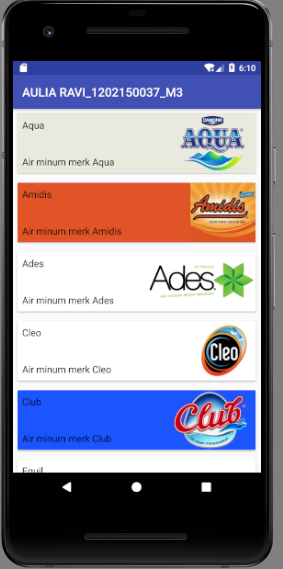 6:10
AULIA RAVI_1202150037_M3
Aqua
DANONE
AQUA
Air minum merk Aqua
Amidis
Amidis
Air minum merk Amidis
Ades
Ades
Air minum merk Ades
Cleo
Cleo
Air minum merk Cleo
Club
Club
Air minum merk Club
Equil